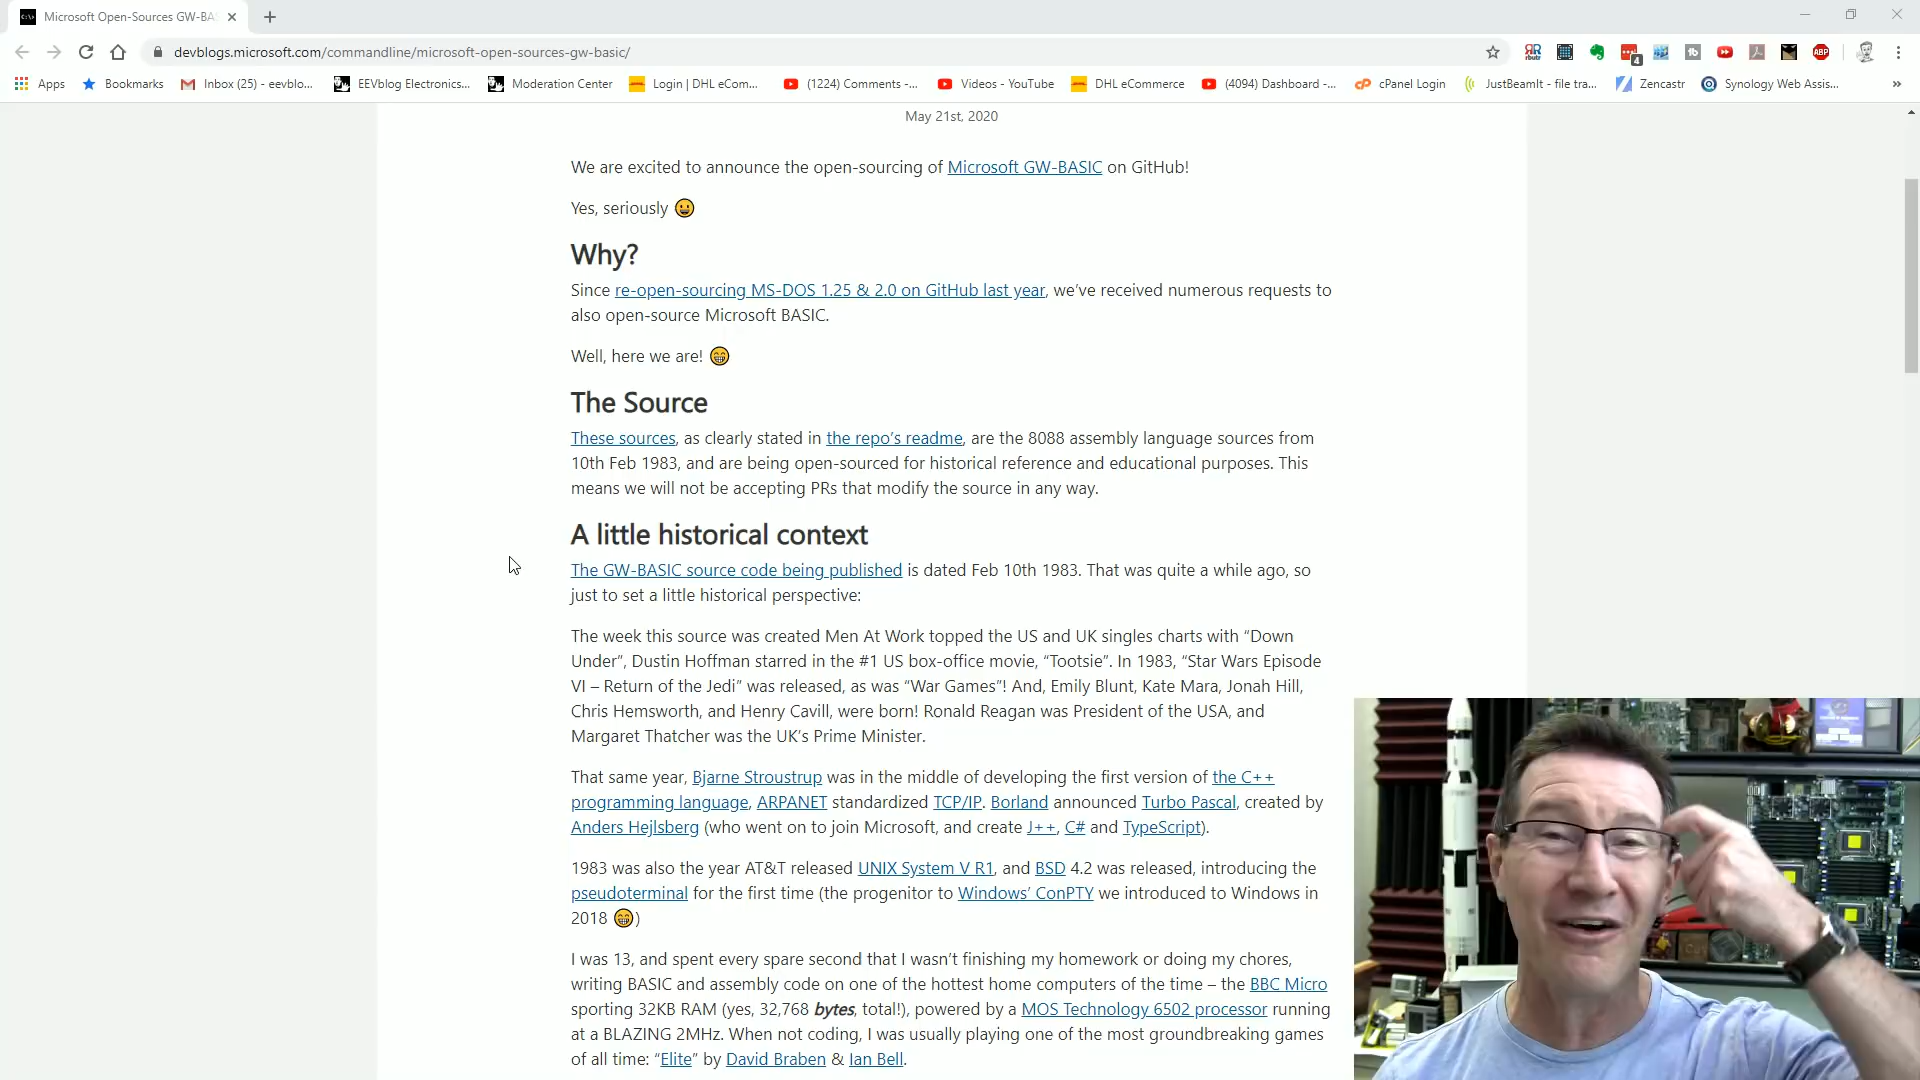 Microsoft Open-Sources GW-BA
devblogs.microsoft.com/commandline/microsoft-open-sources-gw-basic/
Apps Bookmarks Inbox (25) - eevblo... EEVblog Electronics... Moderation Center Login | DHL eCom... (1224) Comments -... Videos - YouTube DHL eCommerce (4094) Dashboard -... cPanel Login JustBeamIt - file tra... Zencastr Synology Web Assis... »
May 21st, 2020
We are excited to announce the open-sourcing of Microsoft GW-BASIC on GitHub!
Yes, seriously 😀
Why?
Since re-open-sourcing MS-DOS 1.25 & 2.0 on GitHub last year, we’ve received numerous requests to
also open-source Microsoft BASIC.
Well, here we are! 😁
The Source
These sources, as clearly stated in the repo’s readme, are the 8088 assembly language sources from
10th Feb 1983, and are being open-sourced for historical reference and educational purposes. This
means we will not be accepting PRs that modify the source in any way.
A little historical context
The GW-BASIC source code being published is dated Feb 10th 1983. That was quite a while ago, so
just to set a little historical perspective:
The week this source was created Men At Work topped the US and UK singles charts with “Down
Under”, Dustin Hoffman starred in the #1 US box-office movie, “Tootsie”. In 1983, “Star Wars Episode
VI – Return of the Jedi” was released, as was “War Games”! And, Emily Blunt, Kate Mara, Jonah Hill,
Chris Hemsworth, and Henry Cavill, were born! Ronald Reagan was President of the USA, and
Margaret Thatcher was the UK’s Prime Minister.
That same year, Bjarne Stroustrup was in the middle of developing the first version of the C++
programming language, ARPANET standardized TCP/IP. Borland announced Turbo Pascal, created by
Anders Hejlsberg (who went on to join Microsoft, and create J++, C# and TypeScript).
1983 was also the year AT&T released UNIX System V R1, and BSD 4.2 was released, introducing the
pseudoterminal for the first time (the progenitor to Windows’ ConPTY we introduced to Windows in
2018 😁)
I was 13, and spent every spare second that I wasn’t finishing my homework or doing my chores,
writing BASIC and assembly code on one of the hottest home computers of the time – the BBC Micro
sporting 32KB RAM (yes, 32,768 bytes, total!), powered by a MOS Technology 6502 processor running
at a BLAZING 2MHz. When not coding, I was usually playing one of the most groundbreaking games
of all time: “Elite” by David Braben & Ian Bell.